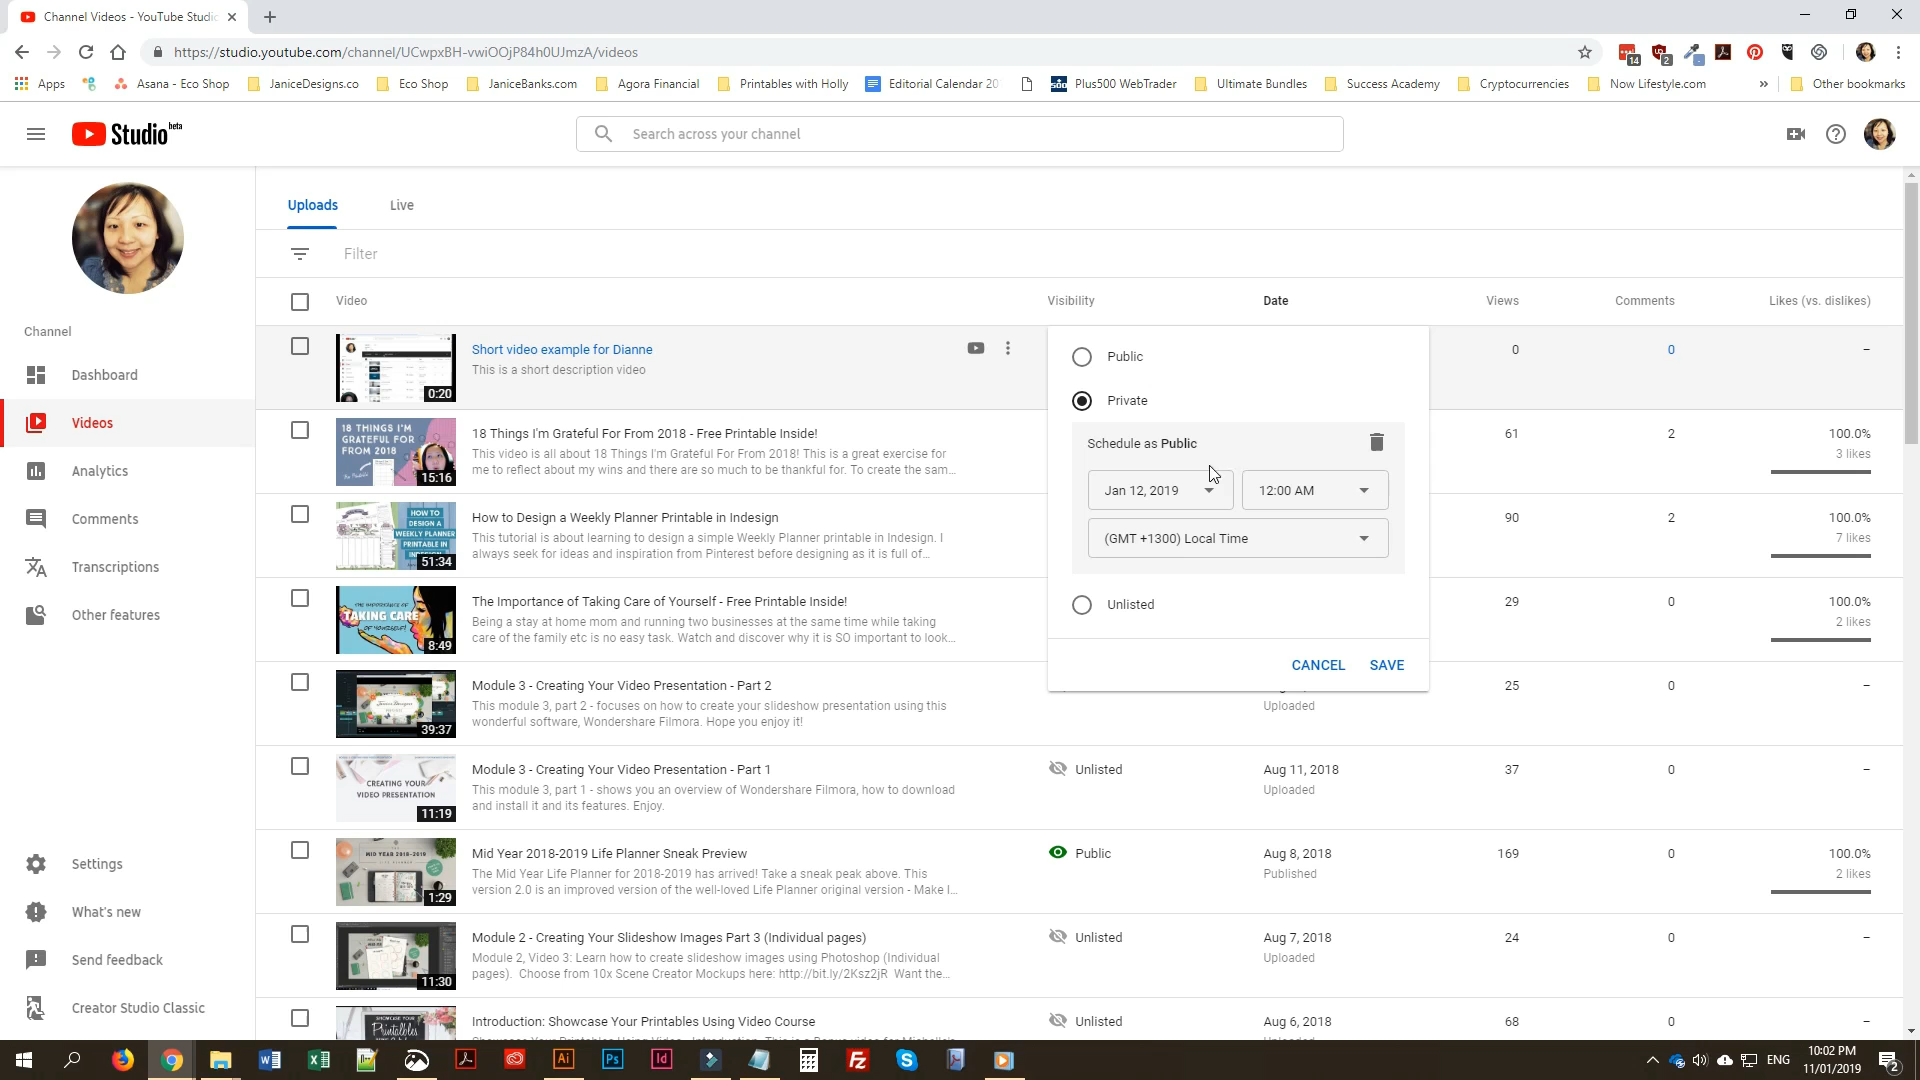 Channel Videos - YouTube Studio
https://studio.youtube.com/channel/UCwpxBH-vwiOOjP84h0UJmzA/videos
14
2
Apps
Asana - Eco Shop
JaniceDesigns.co
Eco Shop
JaniceBanks.com
Agora Financial
Printables with Holly
Editorial Calendar 20
Plus500 WebTrader
Ultimate Bundles
Success Academy
Cryptocurrencies
Now Lifestyle.com
Other bookmarks
Studio beta
Search across your channel
Channel
Dashboard
Videos
Analytics
Comments
Transcriptions
Other features
Settings
What's new
Send feedback
Creator Studio Classic
Uploads
Live
Filter
Video
Visibility
Date
Views
Comments
Likes (vs. dislikes)
0:20
Short video example for Dianne
This is a short description video
0
0
–
18 THINGS I'M
GRATEFUL FOR
FROM 2018
15:16
18 Things I'm Grateful For From 2018 - Free Printable Inside!
This video is all about 18 Things I'm Grateful For From 2018! This is a great exercise for
me to reflect about my wins and there are so much to be thankful for. To create the sam...
61
2
100.0%
3 likes
HOW TO
DESIGN A
WEEKLY PLANNER
PRINTABLE IN
INDESIGN
51:34
How to Design a Weekly Planner Printable in Indesign
This tutorial is about learning to design a simple Weekly Planner printable in Indesign. I
always seek for ideas and inspiration from Pinterest before designing as it is full of...
90
2
100.0%
7 likes
THE IMPORTANCE OF
TAKING CARE
OF YOURSELF!
8:49
The Importance of Taking Care of Yourself - Free Printable Inside!
Being a stay at home mom and running two businesses at the same time while taking
care of the family etc is no easy task. Watch and discover why it is SO important to look...
29
0
100.0%
2 likes
39:37
Module 3 - Creating Your Video Presentation - Part 2
This module 3, part 2 - focuses on how to create your slideshow presentation using this
wonderful software, Wondershare Filmora. Hope you enjoy it!
Uploaded
25
0
–
CREATING YOUR
VIDEO PRESENTATION
11:19
Module 3 - Creating Your Video Presentation - Part 1
This module 3, part 1 - shows you an overview of Wondershare Filmora, how to download
and install it and its features. Enjoy.
Unlisted
Aug 11, 2018
Uploaded
37
0
–
MID YEAR 2018-2019
LIFE PLANNER
1:29
Mid Year 2018-2019 Life Planner Sneak Preview
The Mid Year Life Planner for 2018-2019 has arrived! Take a sneak peak above. This
version 2.0 is an improved version of the well-loved Life Planner original version - Make I...
Public
Aug 8, 2018
Published
169
0
100.0%
2 likes
11:30
Module 2 - Creating Your Slideshow Images Part 3 (Individual pages)
Module 2, Video 3: Learn how to create slideshow images using Photoshop (Individual
pages). Choose from 10x Scene Creator Mockups here: http://bit.ly/2Ksz2jR Want the...
Unlisted
Aug 7, 2018
Uploaded
24
0
–
SHOWCASE YOUR
Printables
Introduction: Showcase Your Printables Using Video Course
Unlisted
Aug 6, 2018
68
0
–
Public
Private
Schedule as Public
Jan 12, 2019
12:00 AM
(GMT +1300) Local Time
Unlisted
CANCEL
SAVE
Ai
Ps
Id
Fz
ENG
10:02 PM
11/01/2019
2